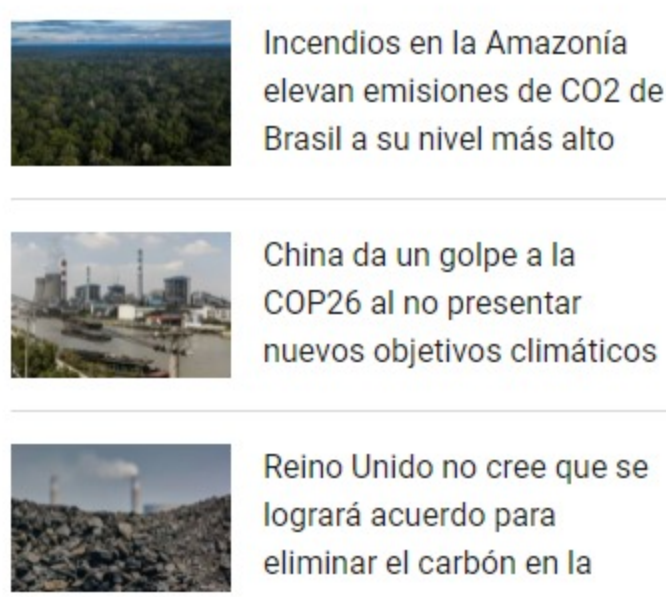 Incendios en la Amazonía
elevan emisiones de CO2 de
Brasil a su nivel más alto
China da un golpe a la
COP26 al no presentar
nuevos objetivos climáticos
Reino Unido no cree que se
logrará acuerdo para
eliminar el carbón en la